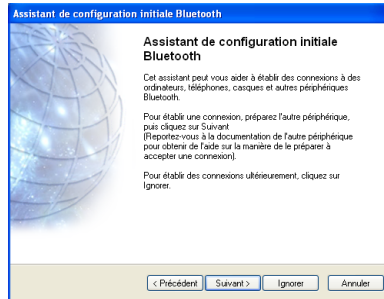 Assistant de configuration initiale Bluetooth
Assistant de configuration initiale
Bluetooth
Cet assistant peut vous aider à établir des connexions à des
ordinateurs, téléphones, casques et autres périphériques
Bluetooth.
Pour établir une connexion, préparez l'autre périphérique,
puis cliquez sur Suivant
(Reportez-vous à la documentation de l'autre périphérique
pour obtenir de l'aide sur la manière de le préparer à
accepter une connexion).
Pour établir des connexions ultérieurement, cliquez sur
Ignorer.
< Précédent
Suivant >
Ignorer
Annuler